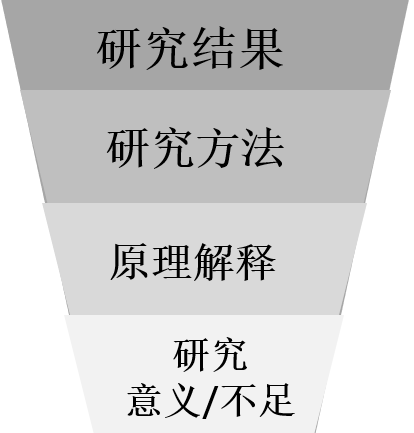 研究结果
研究方法
原理解释
研究
意义/不足